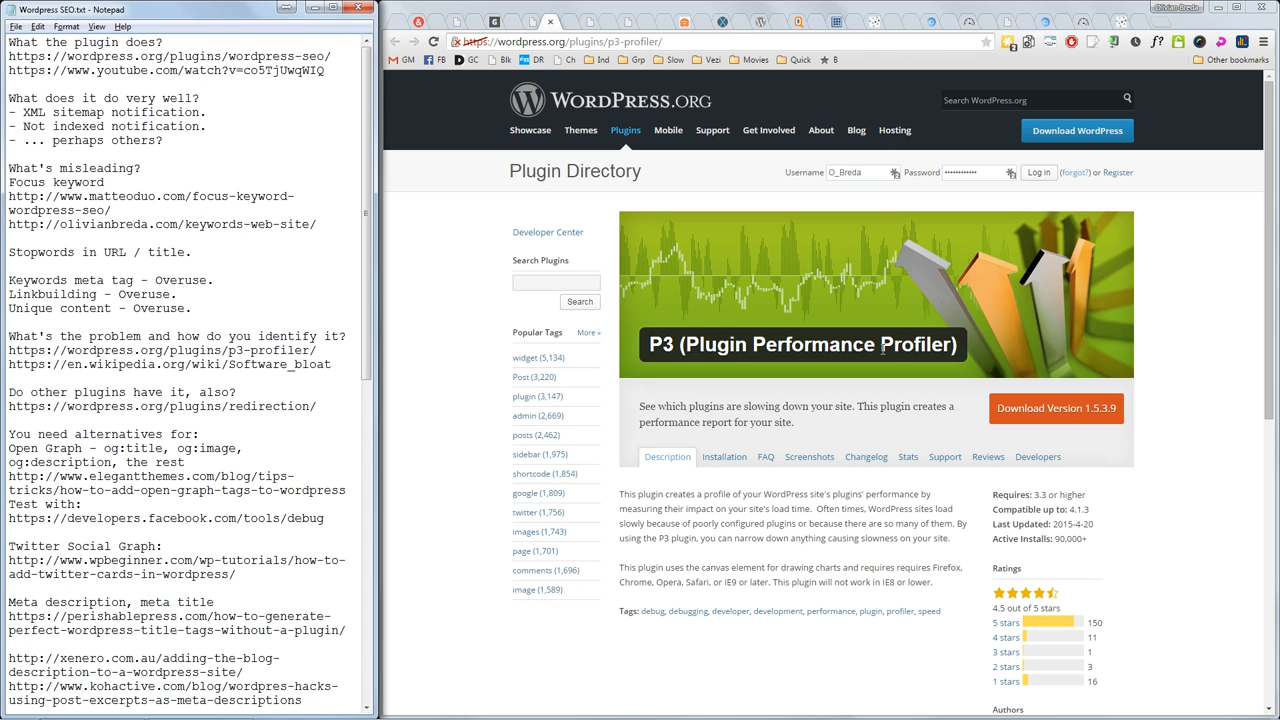 Wordpress SEO.txt - Notepad
File Edit Format View Help
What the plugin does?
https://wordpress.org/plugins/wordpress-seo/
https://www.youtube.com/watch?v=co5TjUwqWIQ
What does it do very well?
- XML sitemap notification.
- Not indexed notification.
- ... perhaps others?
What's misleading?
Focus keyword
http://www.matteoduo.com/focus-keyword-
wordpress-seo/
http://olivianbreda.com/keywords-web-site/
Stopwords in URL / title.
Keywords meta tag - Overuse.
Linkbuilding - Overuse.
Unique content - Overuse.
What's the problem and how do you identify it?
https://wordpress.org/plugins/p3-profiler/
https://en.wikipedia.org/wiki/Software_bloat
Do other plugins have it, also?
https://wordpress.org/plugins/redirection/
You need alternatives for:
Open Graph - og:title, og:image,
og:description, the rest
http://www.elegantthemes.com/blog/tips-
tricks/how-to-add-open-graph-tags-to-wordpress
Test with:
https://developers.facebook.com/tools/debug
Twitter Social Graph:
http://www.wpbeginner.com/wp-tutorials/how-to-
add-twitter-cards-in-wordpress/
Meta description, meta title
https://perishablepress.com/how-to-generate-
perfect-wordpress-title-tags-without-a-plugin/
http://xenero.com.au/adding-the-blog-
description-to-a-wordpress-site/
http://www.kohactive.com/blog/wordpres-hacks-
using-post-excerpts-as-meta-descriptions
Olivian Breda
https://wordpress.org/plugins/p3-profiler/
GM FB GC Blk DR Ch Ind Grp Slow Vezi Movies Quick B Other bookmarks
WORDPRESS.ORG
Search WordPress.org
Showcase Themes Plugins Mobile Support Get Involved About Blog Hosting
Download WordPress
Plugin Directory
Username O_Breda Password •••••••••••• Log in (forgot?) or Register
Developer Center
Search Plugins
Search
Popular Tags More »
widget (5,134)
Post (3,220)
plugin (3,147)
admin (2,669)
posts (2,462)
sidebar (1,975)
shortcode (1,854)
google (1,809)
twitter (1,756)
images (1,743)
page (1,701)
comments (1,696)
image (1,589)
P3 (Plugin Performance Profiler)
See which plugins are slowing down your site. This plugin creates a
performance report for your site.
Download Version 1.5.3.9
Description Installation FAQ Screenshots Changelog Stats Support Reviews Developers
This plugin creates a profile of your WordPress site's plugins' performance by
measuring their impact on your site's load time. Often times, WordPress sites load
slowly because of poorly configured plugins or because there are so many of them. By
using the P3 plugin, you can narrow down anything causing slowness on your site.
This plugin uses the canvas element for drawing charts and requires requires Firefox,
Chrome, Opera, Safari, or IE9 or later. This plugin will not work in IE8 or lower.
Tags: debug, debugging, developer, development, performance, plugin, profiler, speed
Requires: 3.3 or higher
Compatible up to: 4.1.3
Last Updated: 2015-4-20
Active Installs: 90,000+
Ratings
4.5 out of 5 stars
5 stars 150
4 stars 11
3 stars 1
2 stars 3
1 stars 16
Authors